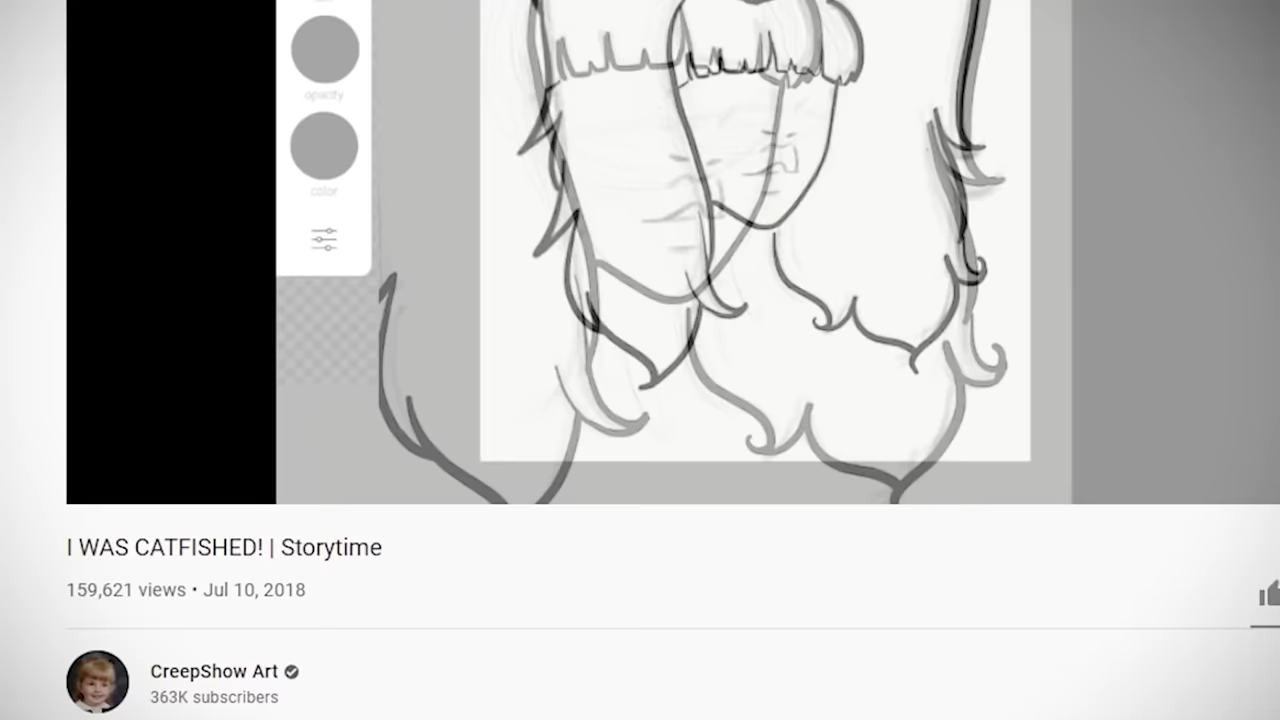 opacity
color
I WAS CATFISHED! | Storytime
159,621 views • Jul 10, 2018
CreepShow Art
363K subscribers